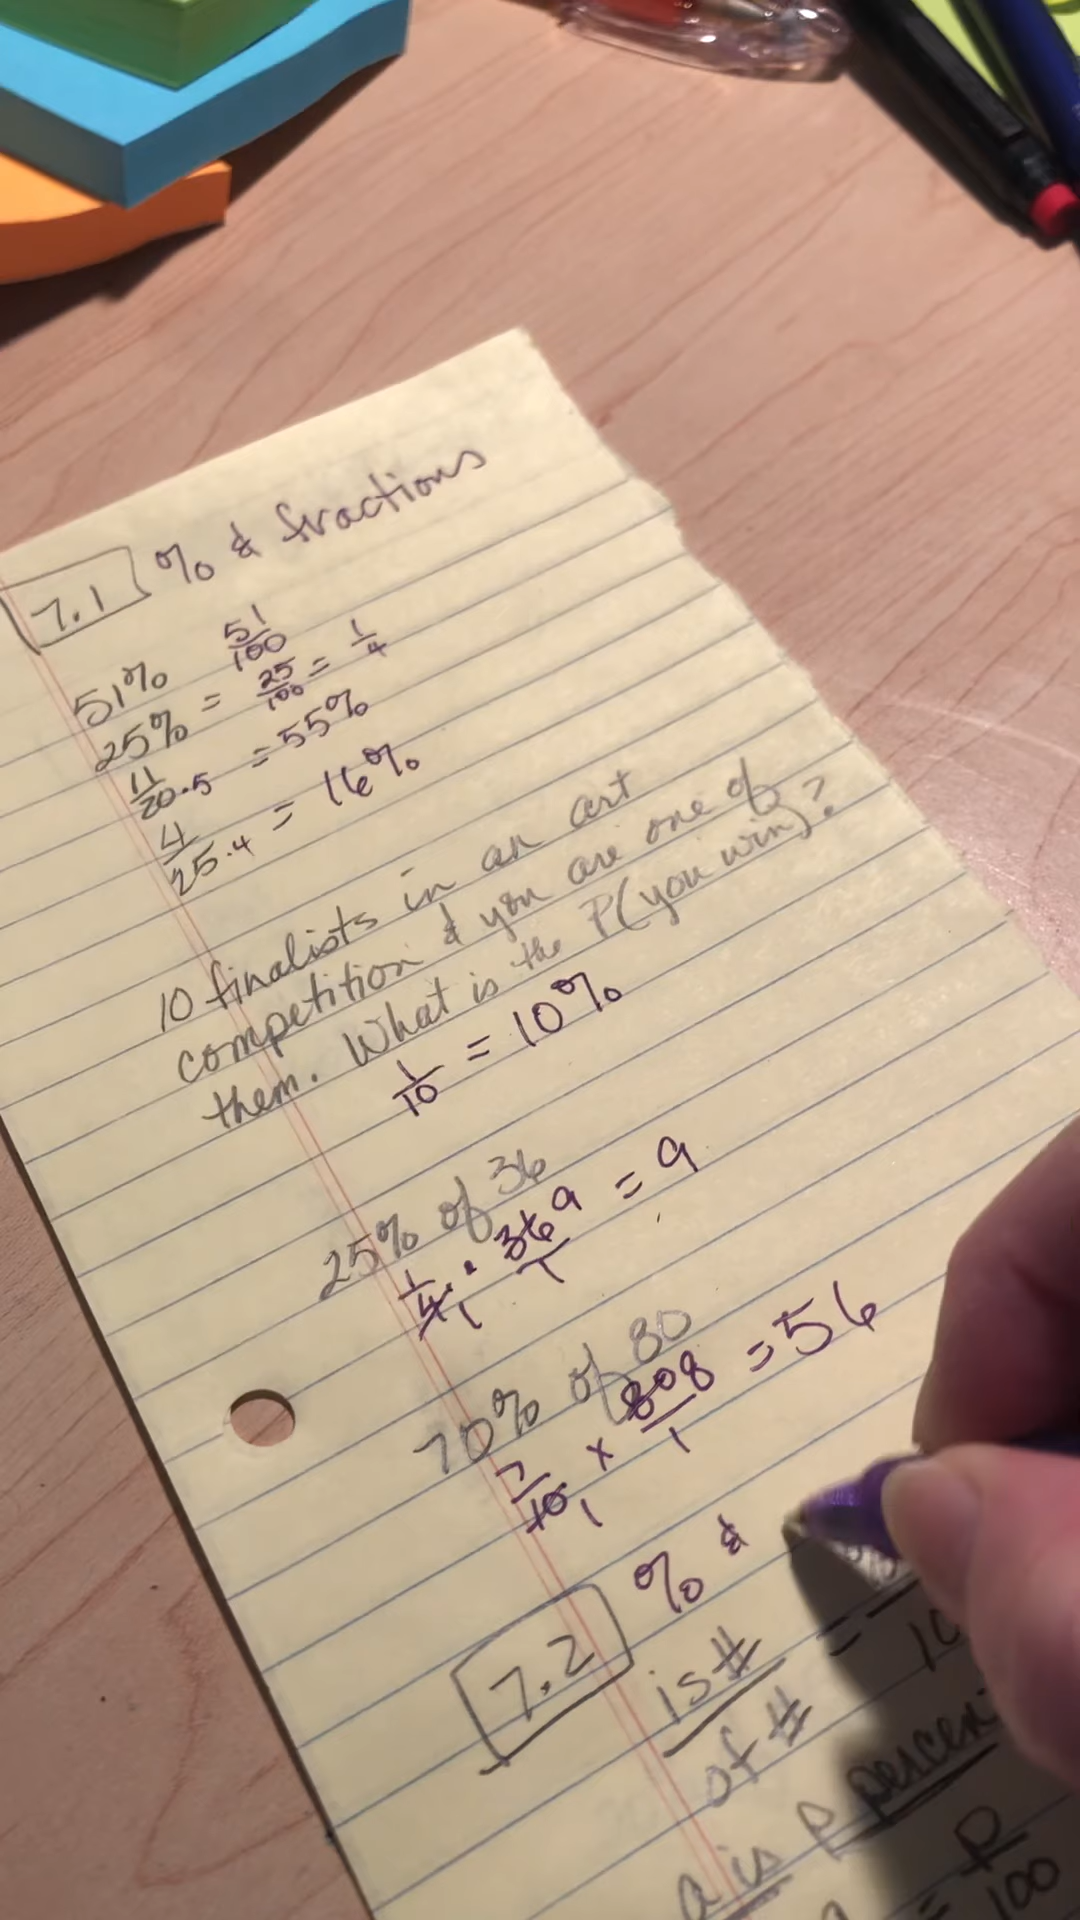 7.1 % & fractions
51% 51/100
25% = 25/100 = 1/4
11/20·5 = 55%
4/25·4 = 16%
10 finalists in an art
competition & you are one of
them. What is the P(you win)?
1/10 = 10%
25% of 36
1/4 1 · 36 9/1 = 9
70% of 80
7/10 1 x 80 8/1 = 56
7.2 % &
is #/of # =
a is p percen
= P/100